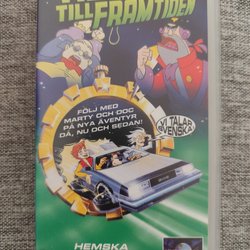 TILL FRAMTIDEN
FÖLJ MED
MARTY OCH DOC
PÅ NYA ÄVENTYR
DÅ, NU OCH SEDAN!
VI TALAR
SVENSKA!
HEMSKA